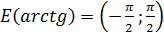 E(arctg) = (-π/2; π/2)